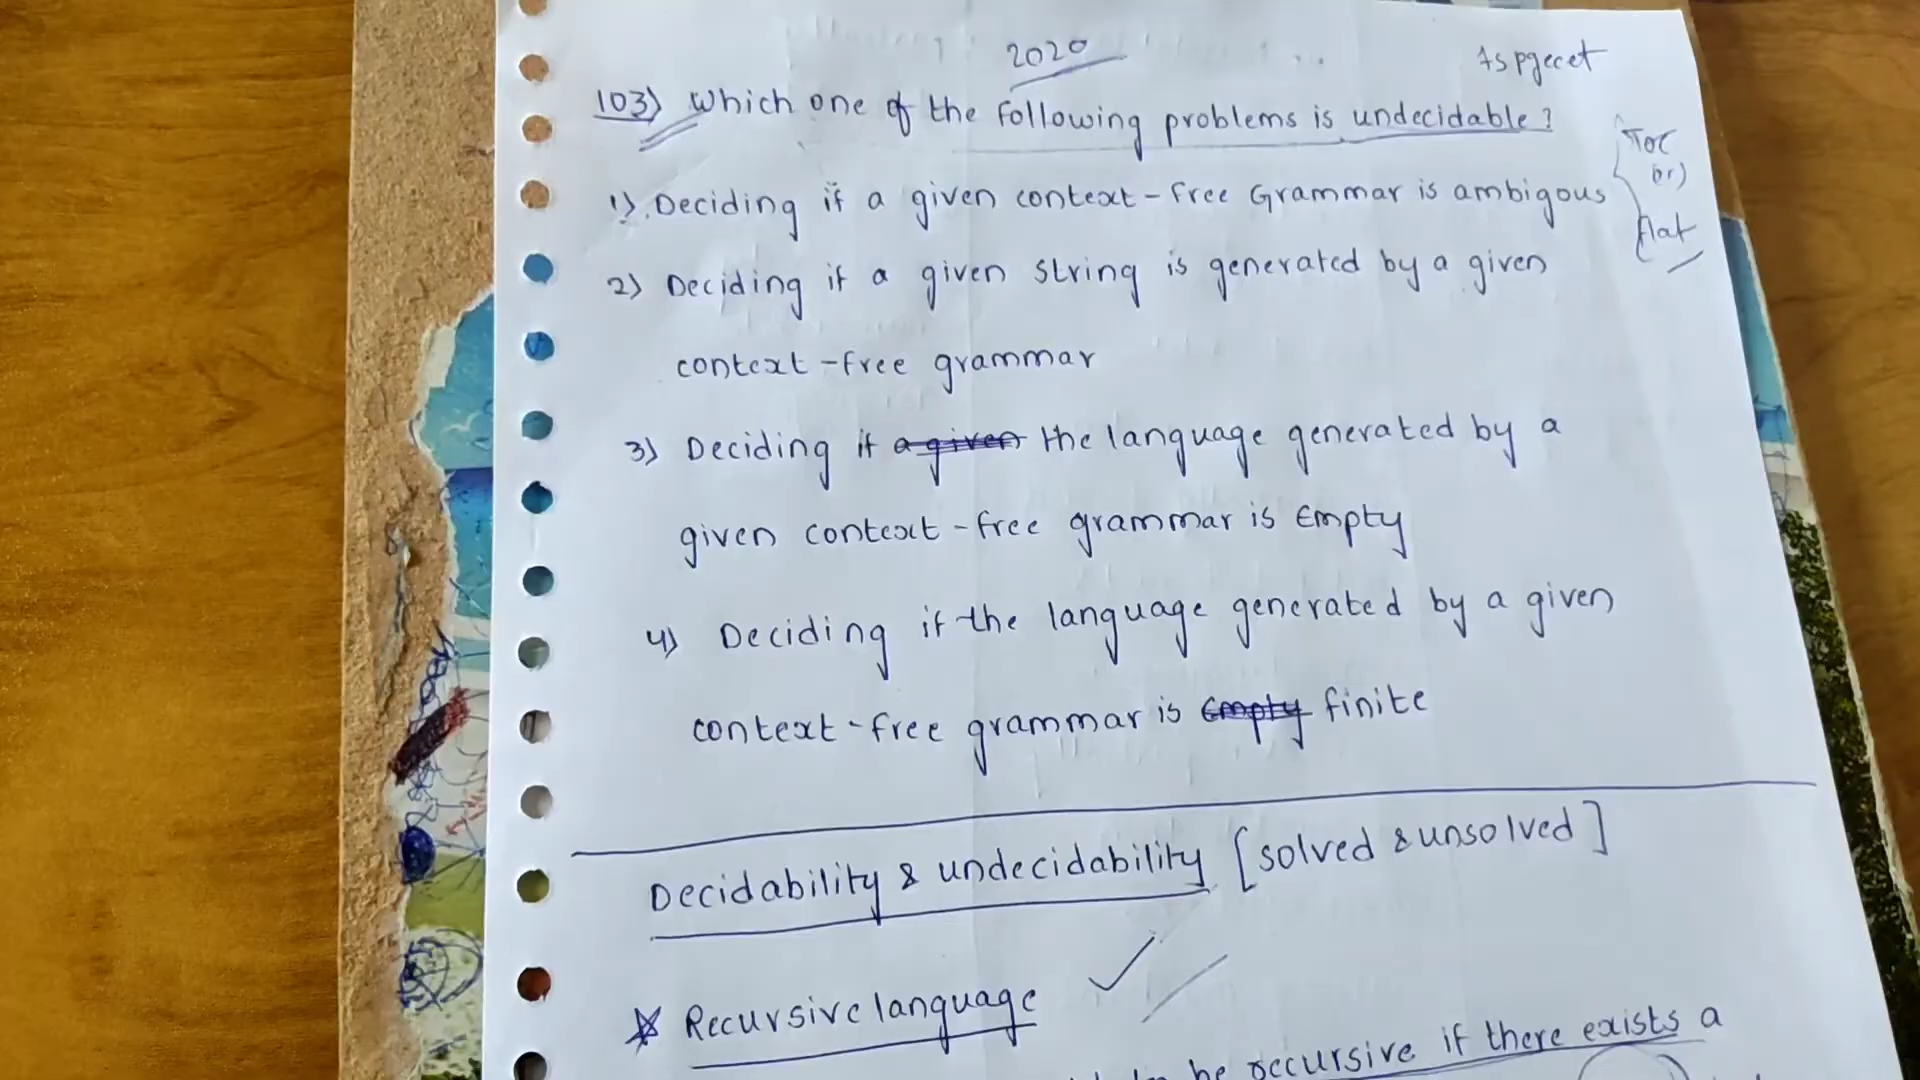 2020
Aspgecet
103) Which one of the following problems is undecidable?
TOC
or)
flat
1) Deciding if a given context-free Grammar is ambigous
2) Deciding if a given string is generated by a given
context-free grammar
3) Deciding if a given the language generated by a
given context-free grammar is Empty
4) Deciding if the language generated by a given
context-free grammar is Empty finite
Decidability & undecidability [solved & unsolved]
Recursive language
be recursive if there exists a